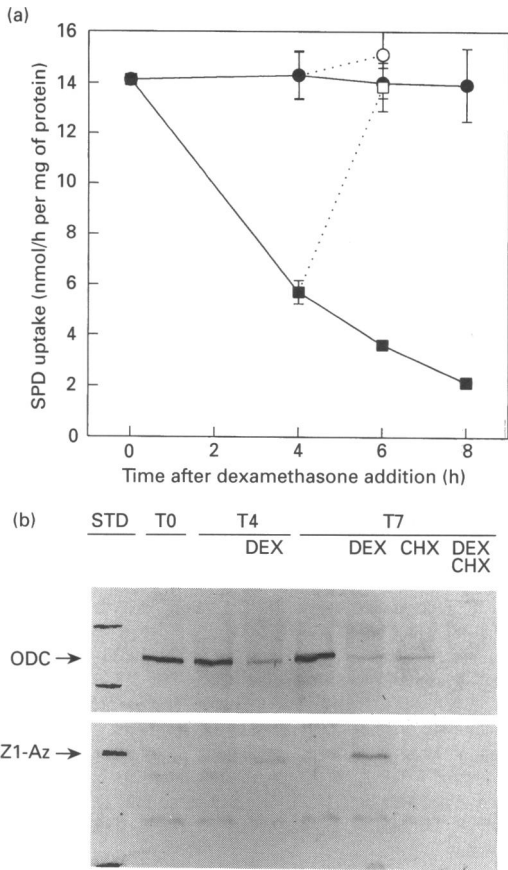 (a)
16
14
12
10
8
6
4
2
0
SPD uptake (nmol/h per mg of protein)
0 2 4 6 8
Time after dexamethasone addition (h)
(b)
STD T0 T4 T7
DEX DEX CHX DEX
CHX
ODC
Z1-Az